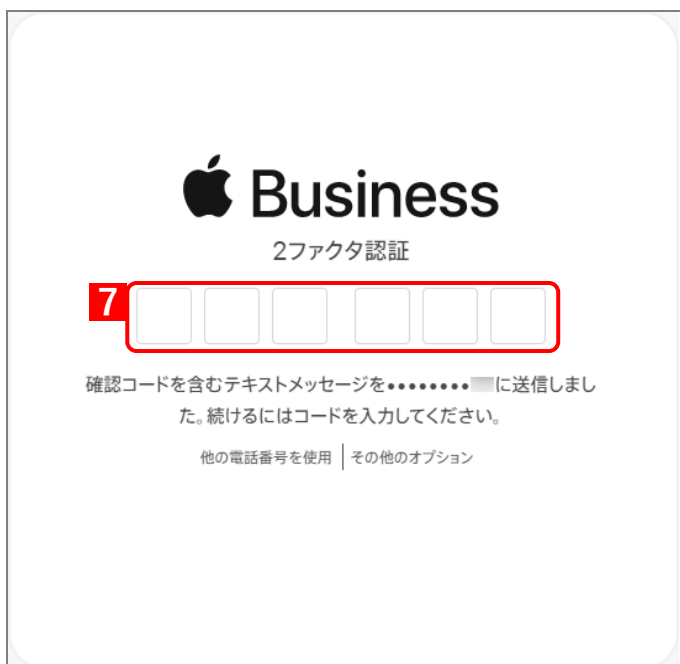 Business
2ファクタ認証
7
確認コードを含むテキストメッセージを••••••••に送信しまし
た。続けるにはコードを入力してください。
他の電話番号を使用 │ その他のオプション